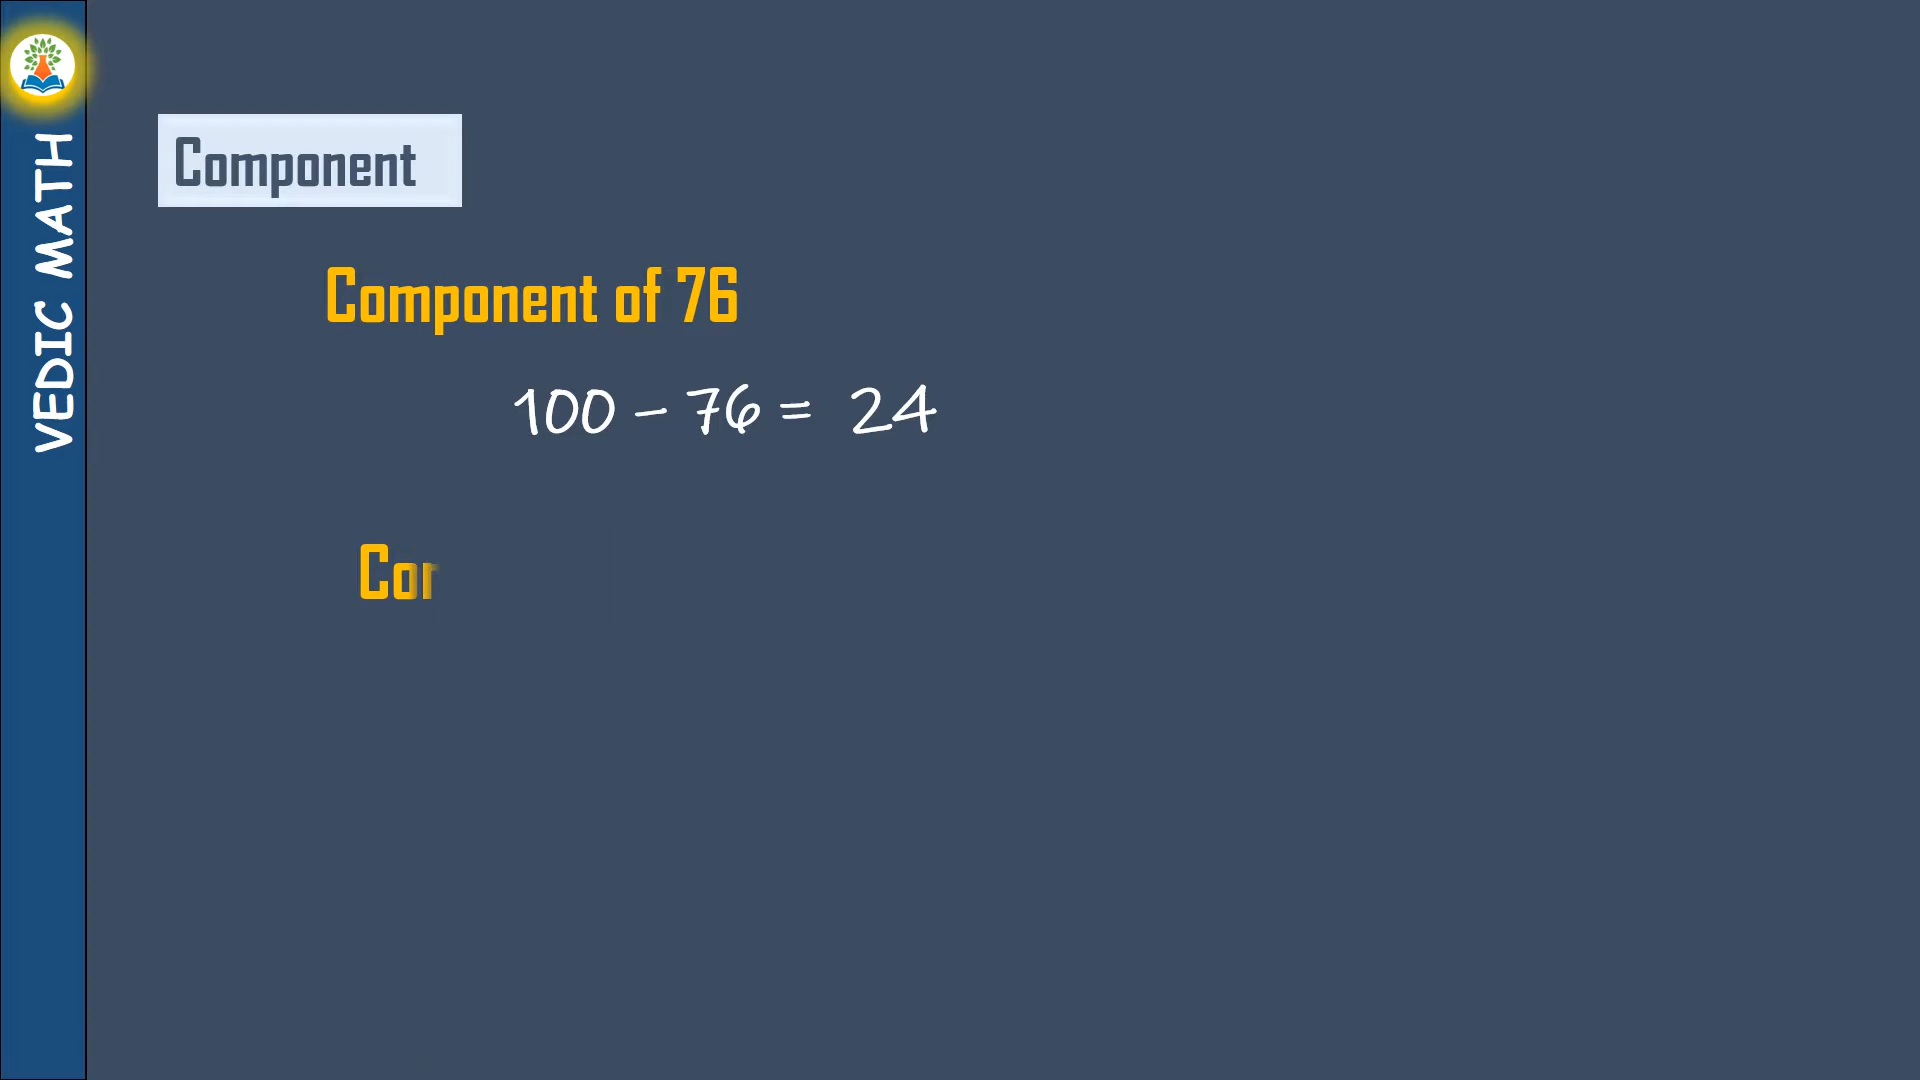 VEDIC MATH
Component
Component of 76
100 – 76 = 24